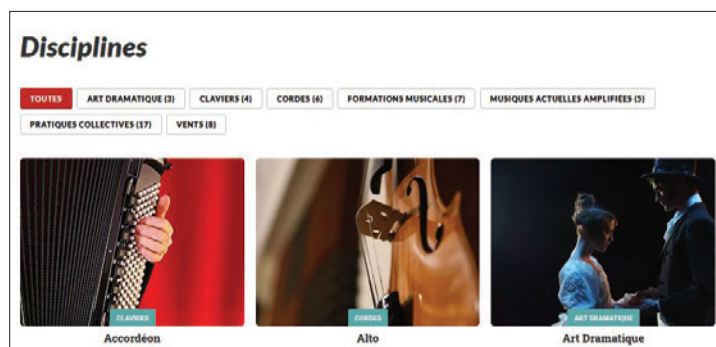 Disciplines
TOUTES ART DRAMATIQUE (3) CLAVIERS (4) CORDES (6) FORMATIONS MUSICALES (7) MUSIQUES ACTUELLES AMPLIFIÉES (5)
PRATIQUES COLLECTIVES (17) VENTS (8)
CLAVIERS CORDES ART DRAMATIQUE
Accordéon Alto Art Dramatique